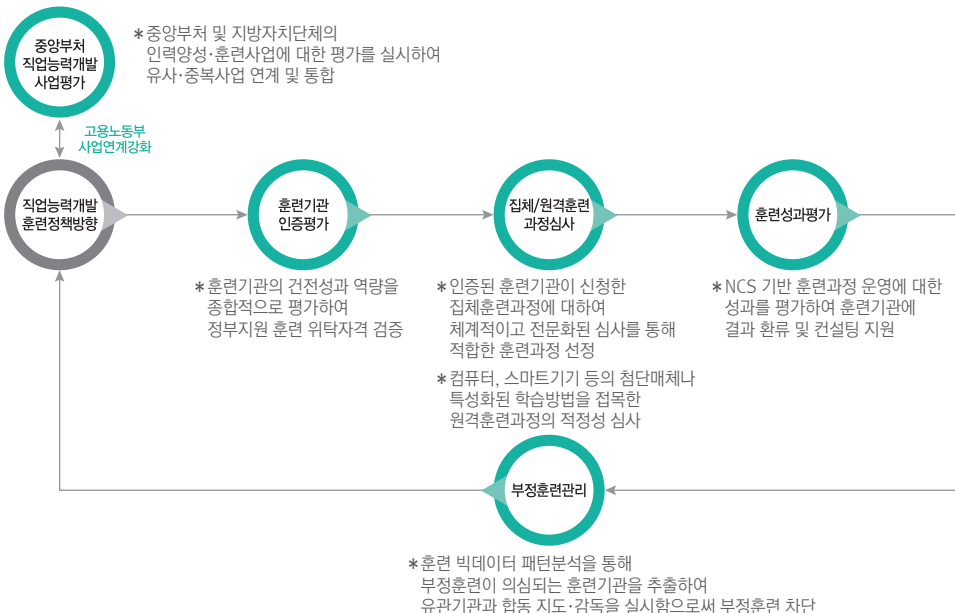 중앙부처
직업능력개발
사업평가
*중앙부처 및 지방자치단체의
인력양성·훈련사업에 대한 평가를 실시하여
유사·중복사업 연계 및 통합
고용노동부
사업연계강화
직업능력개발
훈련정책방향
훈련기관
인증평가
집체/원격훈련
과정심사
훈련성과평가
*훈련기관의 건전성과 역량을
종합적으로 평가하여
정부지원 훈련 위탁자격 검증
*인증된 훈련기관이 신청한
집체훈련과정에 대하여
체계적이고 전문화된 심사를 통해
적합한 훈련과정 선정
*컴퓨터, 스마트기기 등의 첨단매체나
특성화된 학습방법을 접목한
원격훈련과정의 적정성 심사
*NCS 기반 훈련과정 운영에 대한
성과를 평가하여 훈련기관에
결과 환류 및 컨설팅 지원
부정훈련관리
*훈련 빅데이터 패턴분석을 통해
부정훈련이 의심되는 훈련기관을 추출하여
유관기관과 합동 지도·감독을 실시함으로써 부정훈련 차단